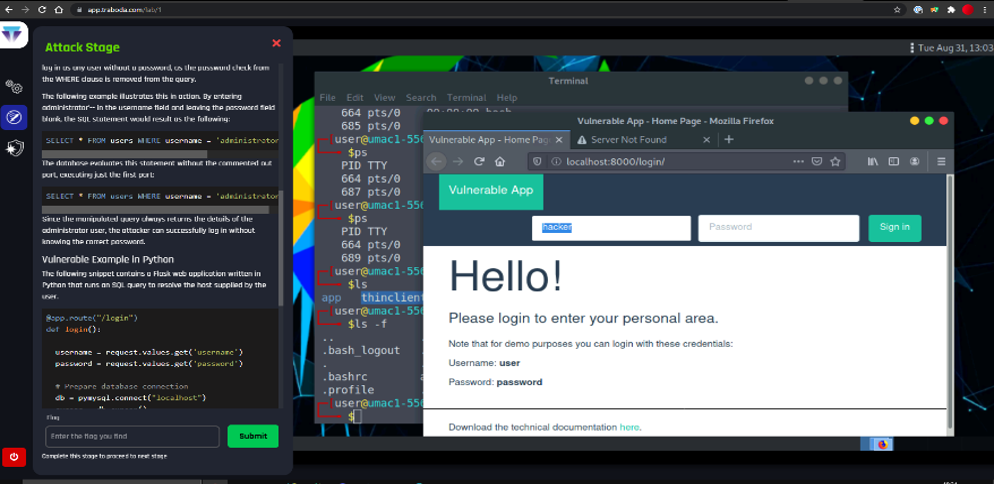 app.traboda.com/lab/1
Attack Stage
log in as any user without a password, as the password check from
the WHERE clause is removed from the query.
The following example illustrates this in action. By entering
administrator'-- in the username field and leaving the password field
blank, the SQL statement would result as the following:
SELECT * FROM users WHERE username = 'administrator
The database evaluates this statement without the commented out
port, executing just the first port:
SELECT * FROM users WHERE username = 'administrator
Since the manipulated query always returns the details of the
administrator user, the attacker can successfully log in without
knowing the correct password.
Vulnerable Example in Python
The following snippet contains a Flask web application written in
Python that runs an SQL query to resolve the host supplied by the
user.
@app.route("/login")
def login():
username = request.values.get('username')
password = request.values.get('password')
# Prepare database connection
db = pymysql.connect("localhost")
Flag
Enter the flag you find
Submit
Complete this stage to proceed to next stage
Tue Aug 31, 13:03
Terminal
File Edit View Search Terminal Help
664 pts/0
685 pts/0
[user@umac1-556
$ps
PID TTY
664 pts/0
687 pts/0
[user@umac1-556
$ps
PID TTY
664 pts/0
689 pts/0
[user@umac1-556
$ls
app thinclient
[user@umac1-556
$ls -f
..
.bash_logout
.
.bashrc
.profile
[user@umac1-556
$
Vulnerable App - Home Page - Mozilla Firefox
Vulnerable App - Home Page
Server Not Found
localhost:8000/login/
Vulnerable App
hacker
Password
Sign in
Hello!
Please login to enter your personal area.
Note that for demo purposes you can login with these credentials:
Username: user
Password: password
Download the technical documentation here.